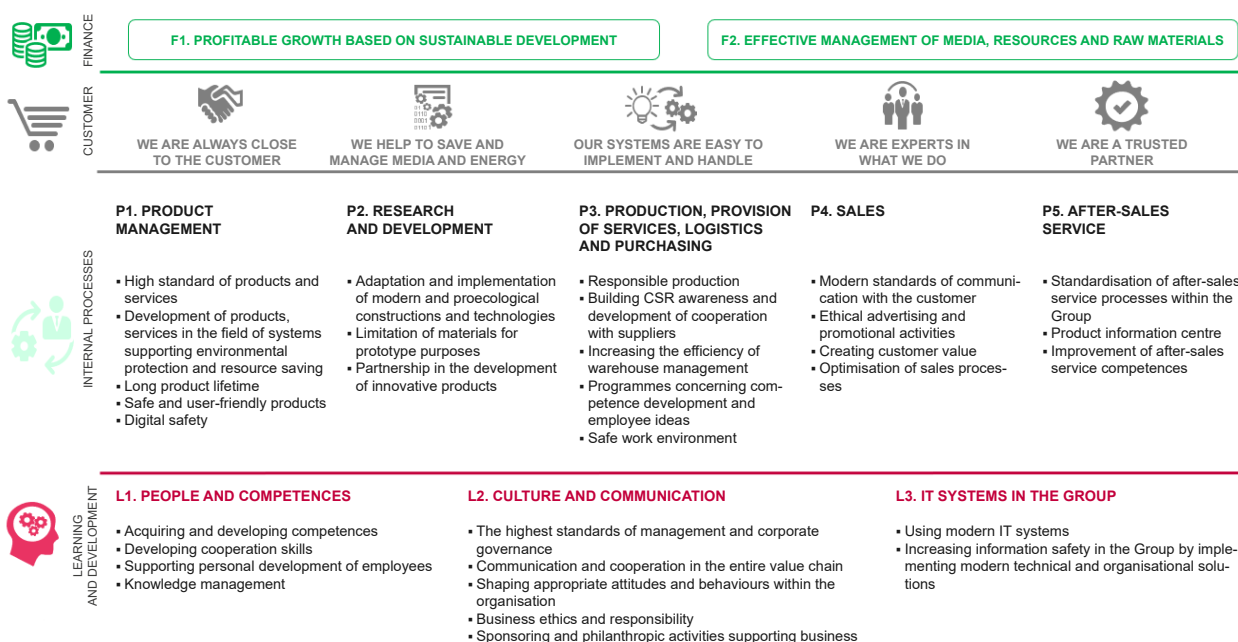 FINANCE
F1. PROFITABLE GROWTH BASED ON SUSTAINABLE DEVELOPMENT
F2. EFFECTIVE MANAGEMENT OF MEDIA, RESOURCES AND RAW MATERIALS
CUSTOMER
WE ARE ALWAYS CLOSE
TO THE CUSTOMER
WE HELP TO SAVE AND
MANAGE MEDIA AND ENERGY
OUR SYSTEMS ARE EASY TO
IMPLEMENT AND HANDLE
WE ARE EXPERTS IN
WHAT WE DO
WE ARE A TRUSTED
PARTNER
INTERNAL PROCESSES
P1. PRODUCT
MANAGEMENT
▪ High standard of products and
services
▪ Development of products,
services in the field of systems
supporting environmental
protection and resource saving
▪ Long product lifetime
▪ Safe and user-friendly products
▪ Digital safety
P2. RESEARCH
AND DEVELOPMENT
▪ Adaptation and implementation
of modern and proecological
constructions and technologies
▪ Limitation of materials for
prototype purposes
▪ Partnership in the development
of innovative products
P3. PRODUCTION, PROVISION
OF SERVICES, LOGISTICS
AND PURCHASING
▪ Responsible production
▪ Building CSR awareness and
development of cooperation
with suppliers
▪ Increasing the efficiency of
warehouse management
▪ Programmes concerning com-
petence development and
employee ideas
▪ Safe work environment
P4. SALES
▪ Modern standards of communi-
cation with the customer
▪ Ethical advertising and
promotional activities
▪ Creating customer value
▪ Optimisation of sales proces-
ses
P5. AFTER-SALES
SERVICE
▪ Standardisation of after-sales
service processes within the
Group
▪ Product information centre
▪ Improvement of after-sales
service competences
LEARNING
AND DEVELOPMENT
L1. PEOPLE AND COMPETENCES
▪ Acquiring and developing competences
▪ Developing cooperation skills
▪ Supporting personal development of employees
▪ Knowledge management
L2. CULTURE AND COMMUNICATION
▪ The highest standards of management and corporate
governance
▪ Communication and cooperation in the entire value chain
▪ Shaping appropriate attitudes and behaviours within the
organisation
▪ Business ethics and responsibility
▪ Sponsoring and philanthropic activities supporting business
L3. IT SYSTEMS IN THE GROUP
▪ Using modern IT systems
▪ Increasing information safety in the Group by imple-
menting modern technical and organisational solu-
tions